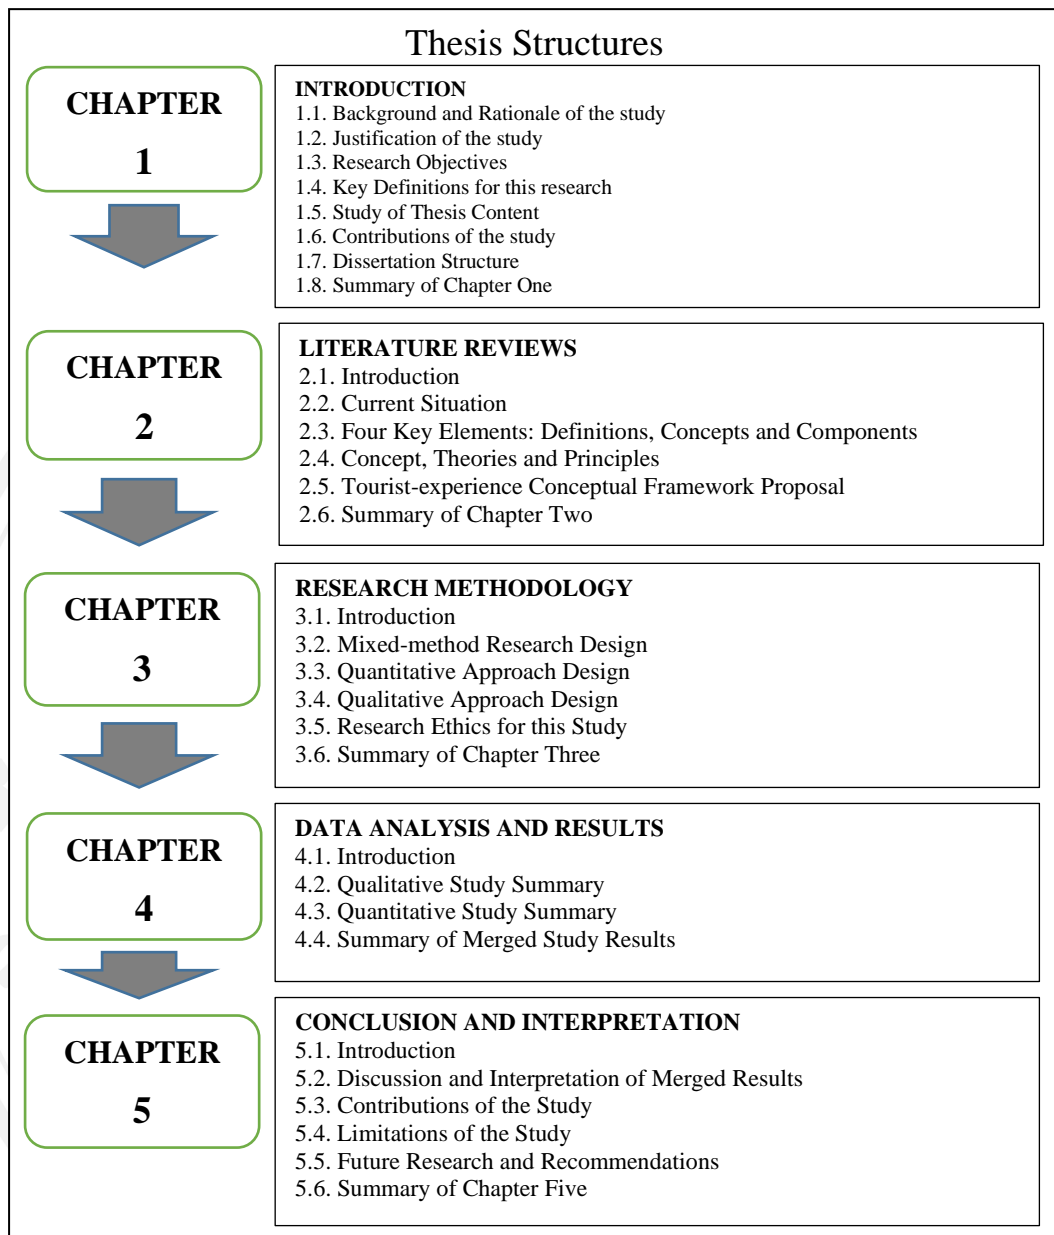 Thesis Structures
CHAPTER
1
INTRODUCTION
1.1. Background and Rationale of the study
1.2. Justification of the study
1.3. Research Objectives
1.4. Key Definitions for this research
1.5. Study of Thesis Content
1.6. Contributions of the study
1.7. Dissertation Structure
1.8. Summary of Chapter One
CHAPTER
2
LITERATURE REVIEWS
2.1. Introduction
2.2. Current Situation
2.3. Four Key Elements: Definitions, Concepts and Components
2.4. Concept, Theories and Principles
2.5. Tourist-experience Conceptual Framework Proposal
2.6. Summary of Chapter Two
CHAPTER
3
RESEARCH METHODOLOGY
3.1. Introduction
3.2. Mixed-method Research Design
3.3. Quantitative Approach Design
3.4. Qualitative Approach Design
3.5. Research Ethics for this Study
3.6. Summary of Chapter Three
CHAPTER
4
DATA ANALYSIS AND RESULTS
4.1. Introduction
4.2. Qualitative Study Summary
4.3. Quantitative Study Summary
4.4. Summary of Merged Study Results
CHAPTER
5
CONCLUSION AND INTERPRETATION
5.1. Introduction
5.2. Discussion and Interpretation of Merged Results
5.3. Contributions of the Study
5.4. Limitations of the Study
5.5. Future Research and Recommendations
5.6. Summary of Chapter Five